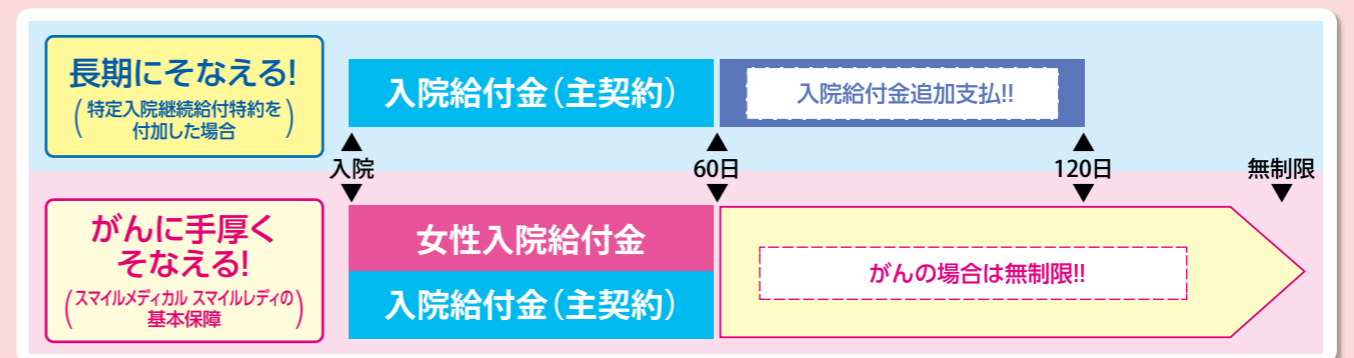 長期にそなえる!
(特定入院継続給付特約を
付加した場合)
入院給付金(主契約)
入院給付金追加支払!!
入院
60日
120日
無制限
がんに手厚く
そなえる!
(スマイルメディカル スマイルレディの
基本保障)
女性入院給付金
入院給付金(主契約)
がんの場合は無制限!!